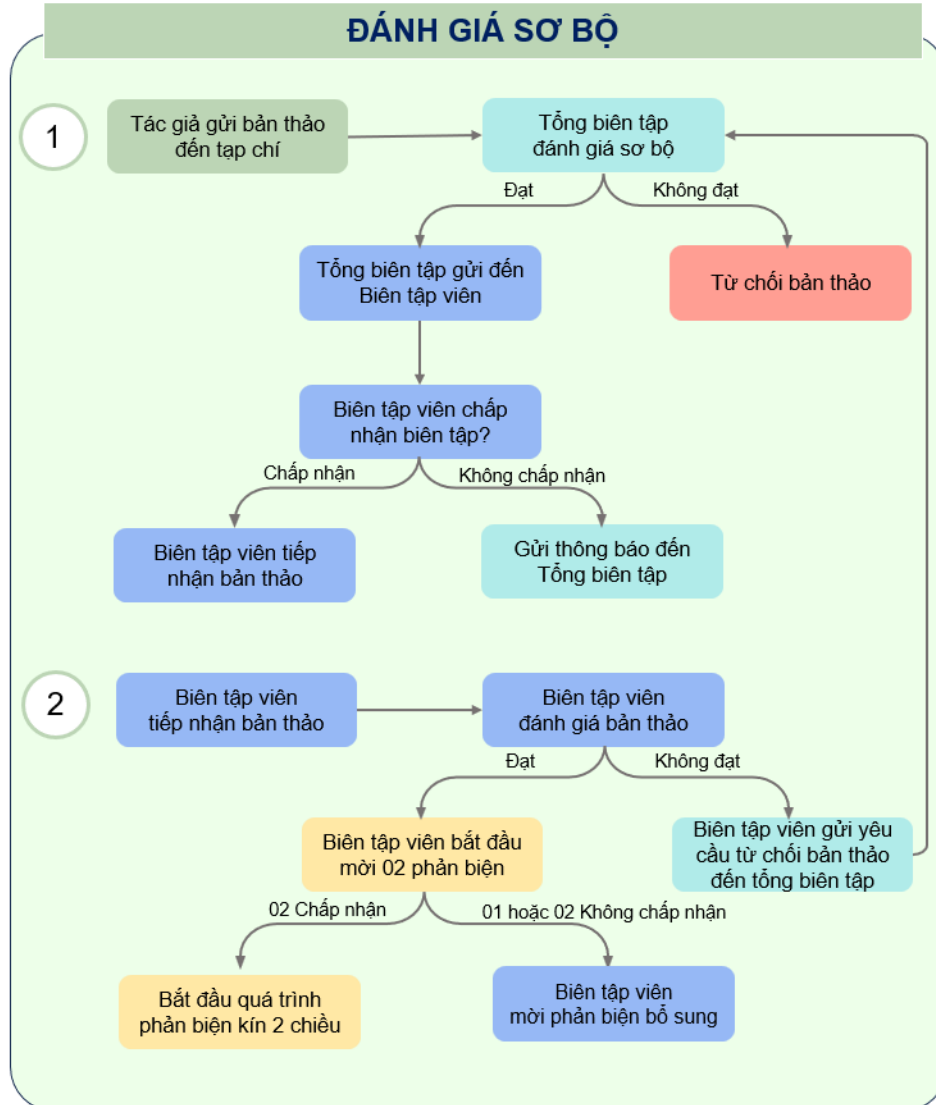 ĐÁNH GIÁ SƠ BỘ
1
Tác giả gửi bản thảo
đến tạp chí
Tổng biên tập
đánh giá sơ bộ
Đạt
Không đạt
Tổng biên tập gửi đến
Biên tập viên
Từ chối bản thảo
Biên tập viên chấp
nhận biên tập?
Chấp nhận
Không chấp nhận
Biên tập viên tiếp
nhận bản thảo
Gửi thông báo đến
Tổng biên tập
2
Biên tập viên
tiếp nhận bản thảo
Biên tập viên
đánh giá bản thảo
Đạt
Không đạt
Biên tập viên bắt đầu
mời 02 phản biện
Biên tập viên gửi yêu
cầu từ chối bản thảo
đến tổng biên tập
02 Chấp nhận
01 hoặc 02 Không chấp nhận
Bắt đầu quá trình
phản biện kín 2 chiều
Biên tập viên
mời phản biện bổ sung